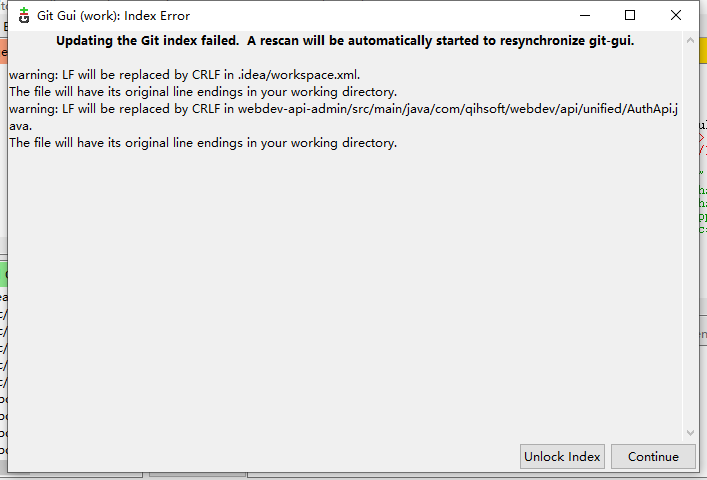 Git Gui (work): Index Error
Updating the Git index failed.  A rescan will be automatically started to resynchronize git-gui.
warning: LF will be replaced by CRLF in .idea/workspace.xml.
The file will have its original line endings in your working directory.
warning: LF will be replaced by CRLF in webdev-api-admin/src/main/java/com/qihsoft/webdev/api/unified/AuthApi.j
ava.
The file will have its original line endings in your working directory.
Unlock Index
Continue